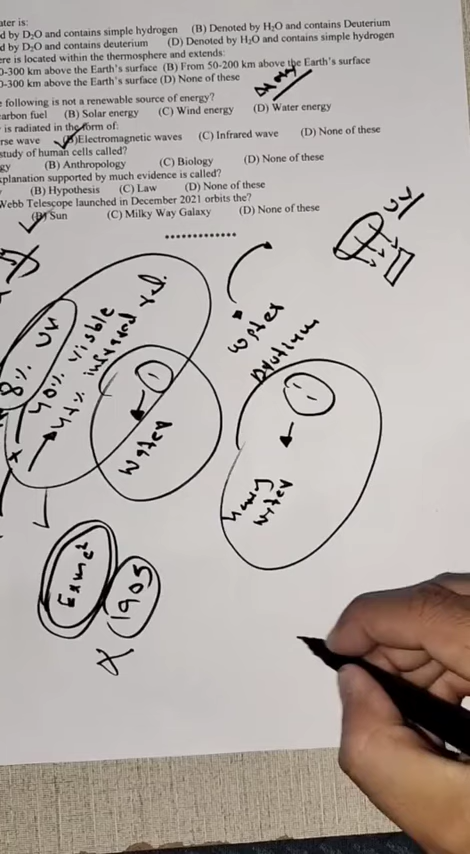 ater is:
d by D₂O and contains simple hydrogen (B) Denoted by H₂O and contains Deuterium
d by D₂O and contains deuterium (D) Denoted by H₂O and contains simple hydrogen
ere is located within the thermosphere and extends:
0-300 km above the Earth's surface (B) From 50-200 km above the Earth's surface
0-300 km above the Earth's surface (D) None of these
e following is not a renewable source of energy?
carbon fuel (B) Solar energy (C) Wind energy (D) Water energy
y is radiated in the form of:
rse wave (B)Electromagnetic waves (C) Infrared wave (D) None of these
study of human cells called?
gy (B) Anthropology (C) Biology (D) None of these
xplanation supported by much evidence is called?
(B) Hypothesis (C) Law (D) None of these
Webb Telescope launched in December 2021 orbits the?
(B) Sun (C) Milky Way Galaxy (D) None of these
8% UV
40% visible
infrared rd.
water
water
heavy
water
1905